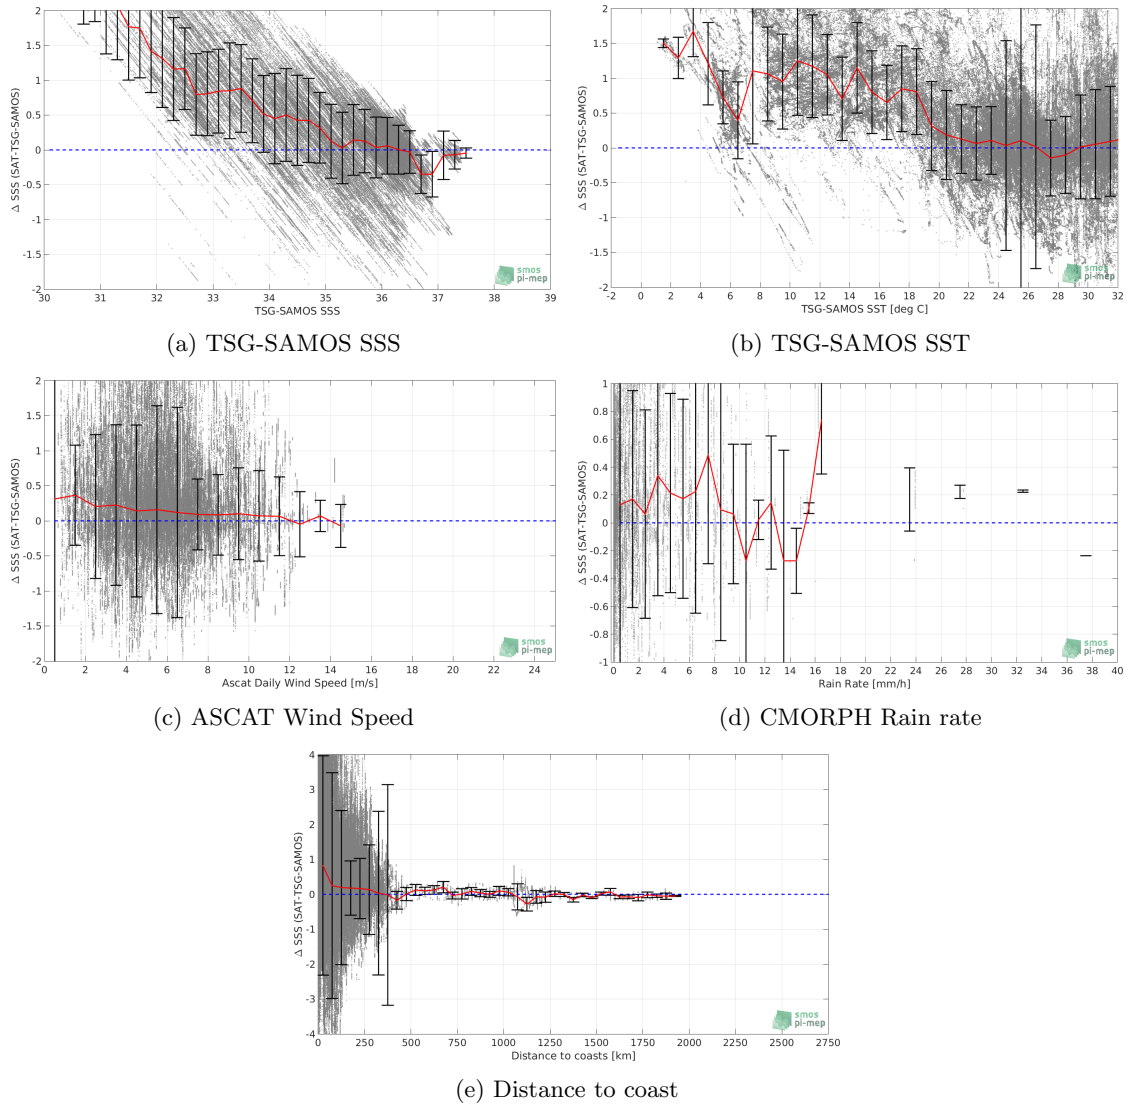 2
1.5
1
0.5
0
-0.5
-1
-1.5
-2
Δ SSS (SAT-TSG-SAMOS)
30 31 32 33 34 35 36 37 38 39
TSG-SAMOS SSS
smos
pi-mep
(a) TSG-SAMOS SSS
2
1.5
1
0.5
0
-0.5
-1
-1.5
-2
Δ SSS (SAT-TSG-SAMOS)
-2 0 2 4 6 8 10 12 14 16 18 20 22 24 26 28 30 32
TSG-SAMOS SST [deg C]
smos
pi-mep
(b) TSG-SAMOS SST
2
1.5
1
0.5
0
-0.5
-1
-1.5
-2
Δ SSS (SAT-TSG-SAMOS)
0 2 4 6 8 10 12 14 16 18 20 22 24
Ascat Daily Wind Speed [m/s]
smos
pi-mep
(c) ASCAT Wind Speed
1
0.8
0.6
0.4
0.2
0
-0.2
-0.4
-0.6
-0.8
-1
Δ SSS (SAT-TSG-SAMOS)
0 2 4 6 8 10 12 14 16 18 20 22 24 26 28 30 32 34 36 38 40
Rain Rate [mm/h]
smos
pi-mep
(d) CMORPH Rain rate
4
3
2
1
0
-1
-2
-3
-4
Δ SSS (SAT-TSG-SAMOS)
0 250 500 750 1000 1250 1500 1750 2000 2250 2500 2750
Distance to coasts [km]
smos
pi-mep
(e) Distance to coast